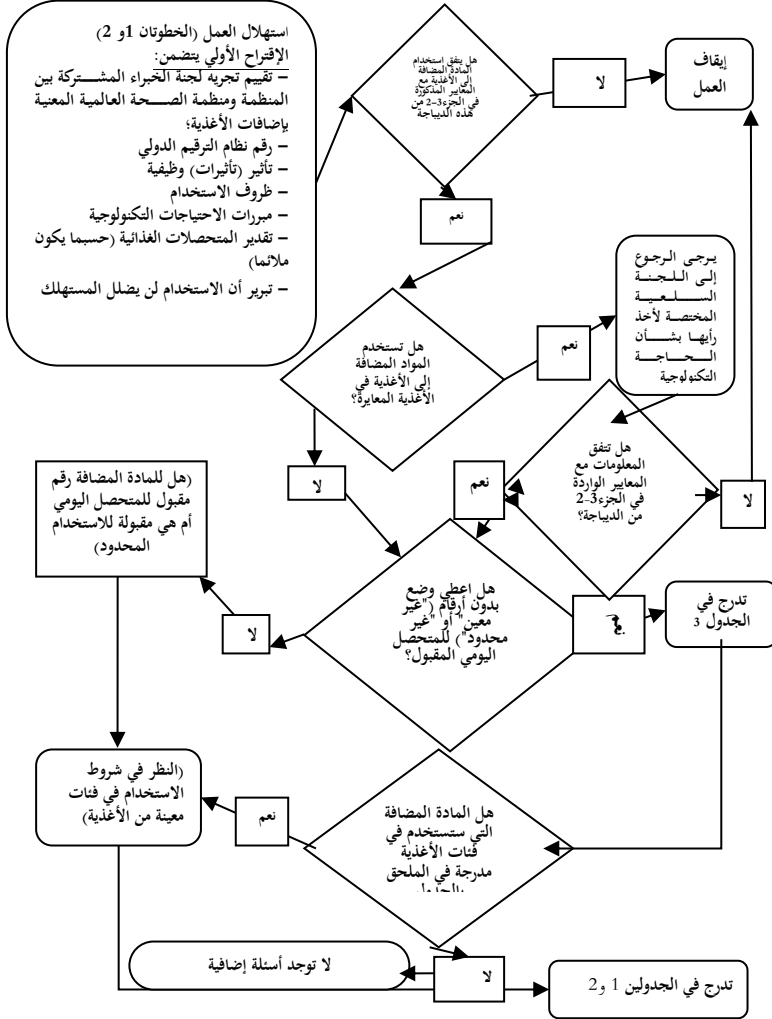 استهلال العمل (الخطوتان 1و 2)
الإقتراح الأولي يتضمن:
– تقييم تجريه لجنة الخبراء المشتركة بين
المنظمة ومنظمة الصحة العالمية المعنية
بإضافات الأغذية؛
– رقم نظام الترقيم الدولي
– تأثير (تأثيرات) وظيفية
– ظروف الاستخدام
– مبررات الاحتياجات التكنولوجية
– تقدير المتحصلات الغذائية (حسبما يكون
ملائما)
– تبرير أن الاستخدام لن يضلل المستهلك
هل يتفق استخدام
المادة المضافة
إلى الأغذية مع
المعايير المذكورة
في الجزء3-2 من
هذه الديباجة
لا
إيقاف
العمل
نعم
هل تستخدم
المواد المضافة
إلى الأغذية في
الأغذية المعايرة؟
نعم
يرجى الرجوع
إلى اللجنة
السلعية
المختصة لأخذ
رأيها بشأن
الحاجة
التكنولوجية
لا
هل تتفق
المعلومات مع
المعايير الواردة
في الجزء3-2
من الديباجة؟
نعم
لا
هل اعطي وضع
بدون أرقام ("غير
معين" أو "غير
محدود") للمتحصل
اليومي المقبول؟
لا
(هل للمادة المضافة رقم
مقبول للمتحصل اليومي
أم هي مقبولة للاستخدام
المحدود)
نعم
تدرج في
الجدول 3
هل المادة المضافة
التي ستستخدم في
فئات الأغذية
مدرجة في الملحق
بالجدول
نعم
(النظر في شروط
الاستخدام في فئات
معينة من الأغذية)
لا
لا توجد أسئلة إضافية
تدرج في الجدولين 1 و2